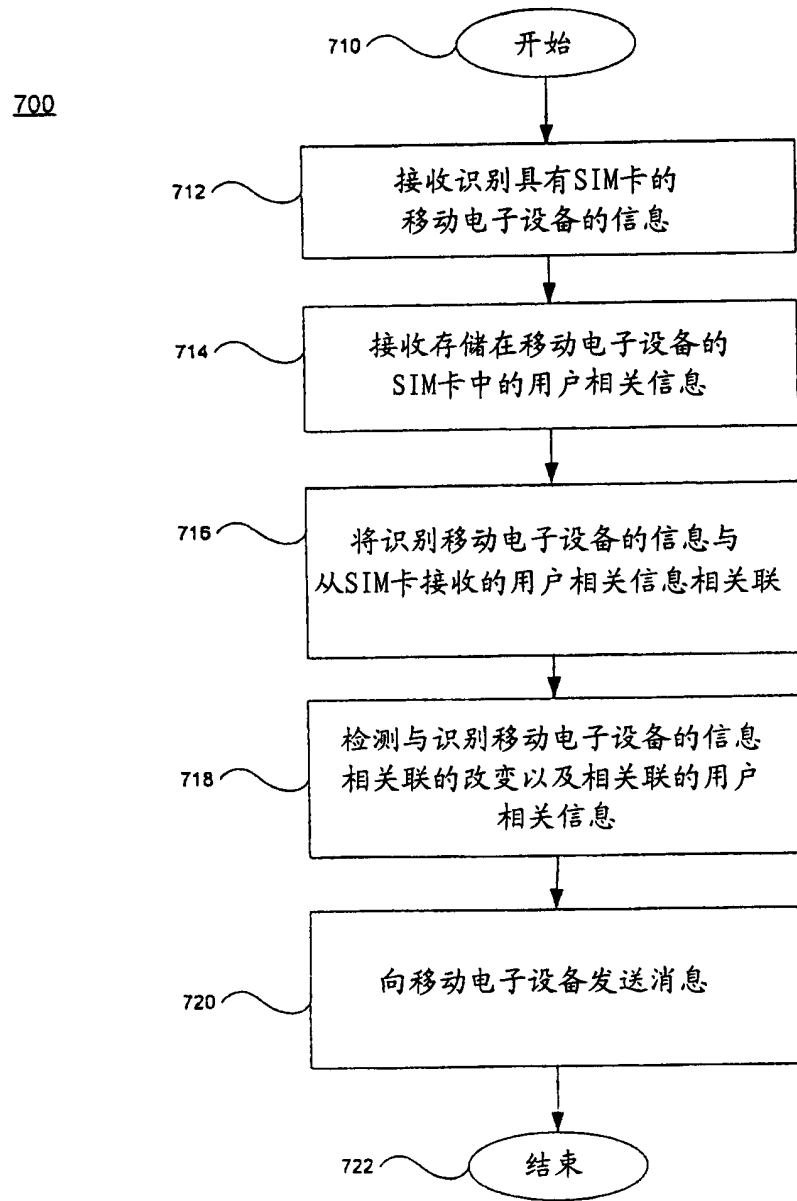 700
710
开始
712
接收识别具有SIM卡的
移动电子设备的信息
714
接收存储在移动电子设备的
SIM卡中的用户相关信息
716
将识别移动电子设备的信息与
从SIM卡接收的用户相关信息相关联
718
检测与识别移动电子设备的信息
相关联的改变以及相关联的用户
相关信息
720
向移动电子设备发送消息
722
结束